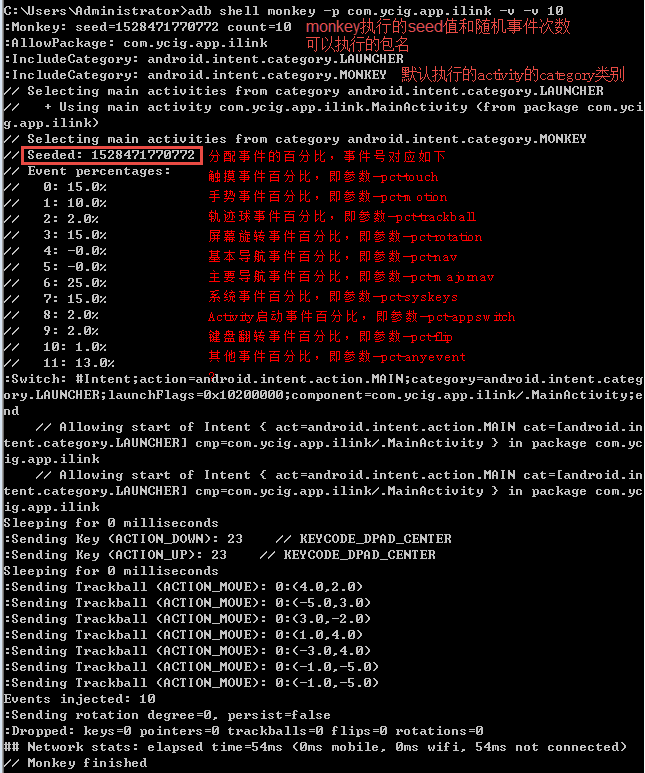 C:\Users\Administrator>adb shell monkey -p com.ycig.app.ilink -v -v 10
:Monkey: seed=1528471770772 count=10 monkey执行的seed值和随机事件次数
:AllowPackage: com.ycig.app.ilink 可以执行的包名
:IncludeCategory: android.intent.category.LAUNCHER
:IncludeCategory: android.intent.category.MONKEY 默认执行的activity的category类别
// Selecting main activities from category android.intent.category.LAUNCHER
//   + Using main activity com.ycig.app.ilink.MainActivity (from package com.yci
g.app.ilink)
// Selecting main activities from category android.intent.category.MONKEY
// Seeded: 1528471770772 分配事件的百分比，事件号对应如下
// Event percentages: 触摸事件百分比，即参数--pct-touch
//   0: 15.0% 手势事件百分比，即参数--pct-motion
//   1: 10.0% 轨迹球事件百分比，即参数--pct-trackball
//   2: 2.0%
//   3: 15.0% 屏幕旋转事件百分比，即参数--pct-rotation
//   4: -0.0% 基本导航事件百分比，即参数--pct-nav
//   5: -0.0% 主要导航事件百分比，即参数--pct-majornav
//   6: 25.0%
//   7: 15.0% 系统事件百分比，即参数--pct-syskeys
//   8: 2.0% Activity启动事件百分比，即参数--pct-appswitch
//   9: 2.0% 键盘翻转事件百分比，即参数--pct-flip
//   10: 1.0% 其他事件百分比，即参数--pct-anyevent
//   11: 13.0%
:Switch: #Intent;action=android.intent.action.MAIN;category=android.intent.categ
ory.LAUNCHER;launchFlags=0x10200000;component=com.ycig.app.ilink/.MainActivity;e
nd
    // Allowing start of Intent { act=android.intent.action.MAIN cat=[android.in
tent.category.LAUNCHER] cmp=com.ycig.app.ilink/.MainActivity } in package com.yc
ig.app.ilink
    // Allowing start of Intent { act=android.intent.action.MAIN cat=[android.in
tent.category.LAUNCHER] cmp=com.ycig.app.ilink/.MainActivity } in package com.yc
ig.app.ilink
Sleeping for 0 milliseconds
:Sending Key (ACTION_DOWN): 23    // KEYCODE_DPAD_CENTER
:Sending Key (ACTION_UP): 23    // KEYCODE_DPAD_CENTER
Sleeping for 0 milliseconds
:Sending Trackball (ACTION_MOVE): 0:(4.0,2.0)
:Sending Trackball (ACTION_MOVE): 0:(-5.0,3.0)
:Sending Trackball (ACTION_MOVE): 0:(3.0,-2.0)
:Sending Trackball (ACTION_MOVE): 0:(1.0,4.0)
:Sending Trackball (ACTION_MOVE): 0:(-3.0,4.0)
:Sending Trackball (ACTION_MOVE): 0:(-1.0,-5.0)
:Sending Trackball (ACTION_MOVE): 0:(-1.0,-5.0)
Events injected: 10
:Sending rotation degree=0, persist=false
:Dropped: keys=0 pointers=0 trackballs=0 flips=0 rotations=0
## Network stats: elapsed time=54ms (0ms mobile, 0ms wifi, 54ms not connected)
// Monkey finished